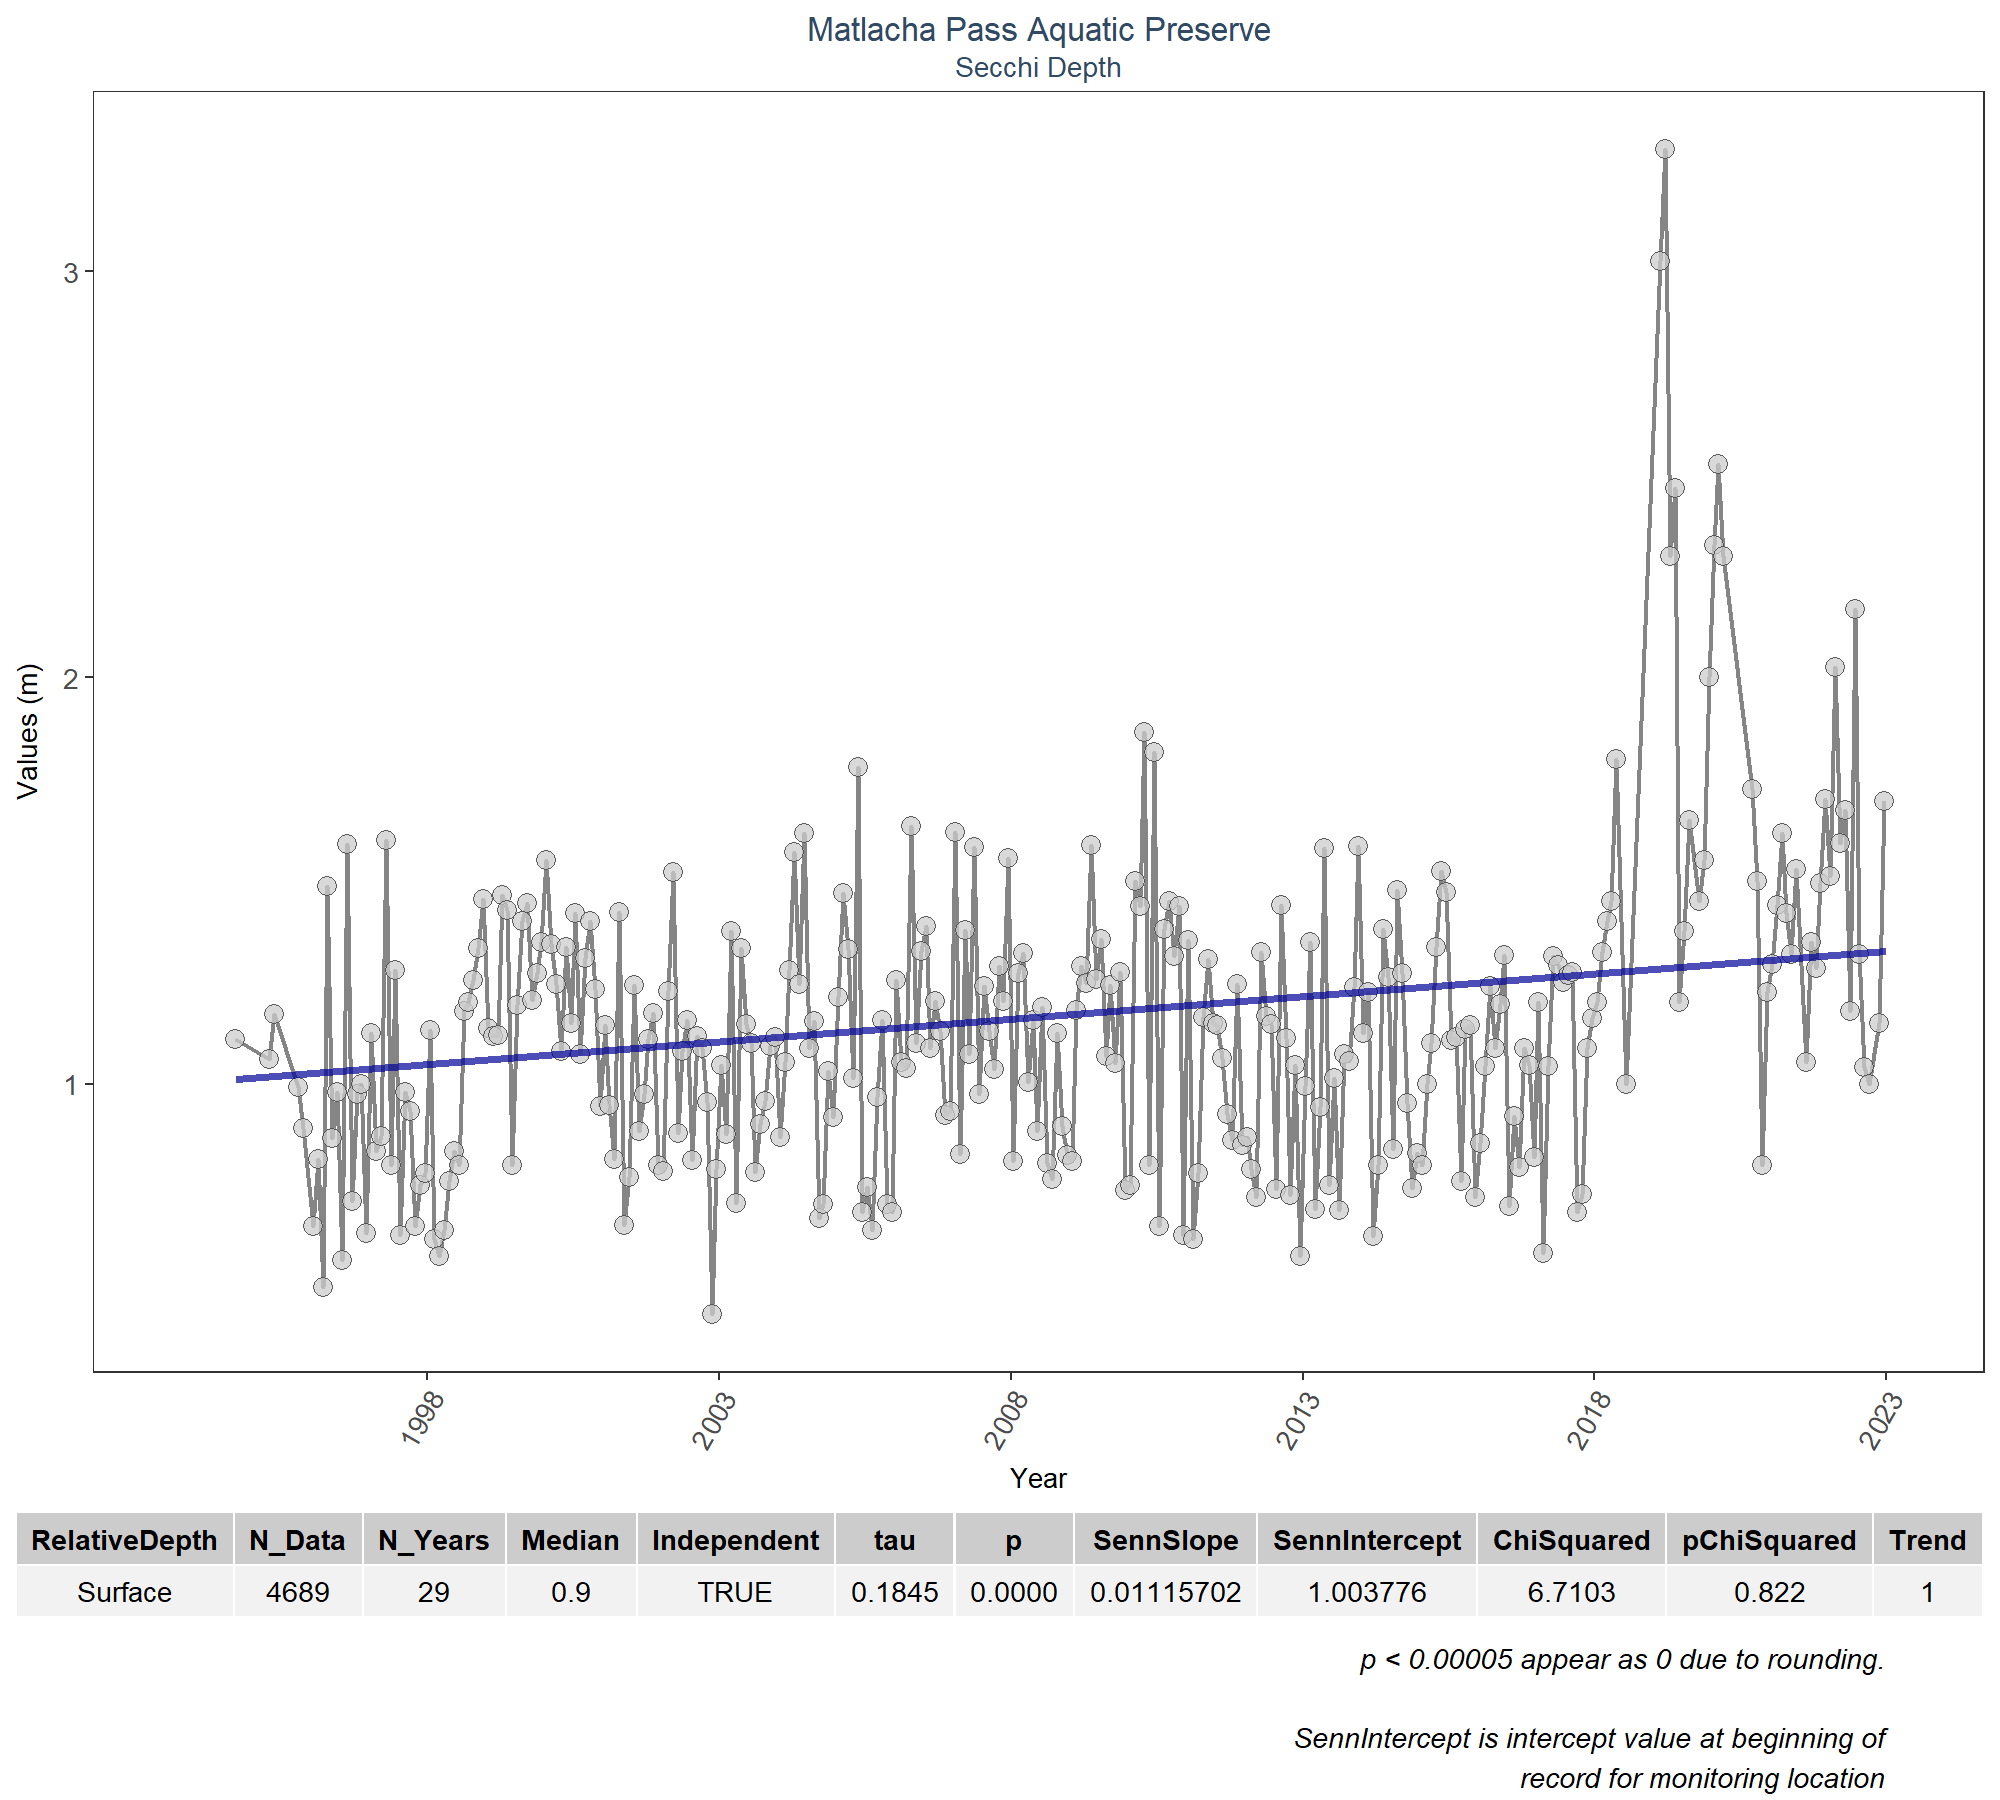 Matlacha Pass Aquatic Preserve
Secchi Depth
Values (m)
3
2
1
1998 2003 2008 2013 2018 2023
Year
RelativeDepth N_Data N_Years Median Independent tau p SennSlope SennIntercept ChiSquared pChiSquared Trend
Surface 4689 29 0.9 TRUE 0.1845 0.0000 0.01115702 1.003776 6.7103 0.822 1
p < 0.00005 appear as 0 due to rounding.
SennIntercept is intercept value at beginning of
record for monitoring location